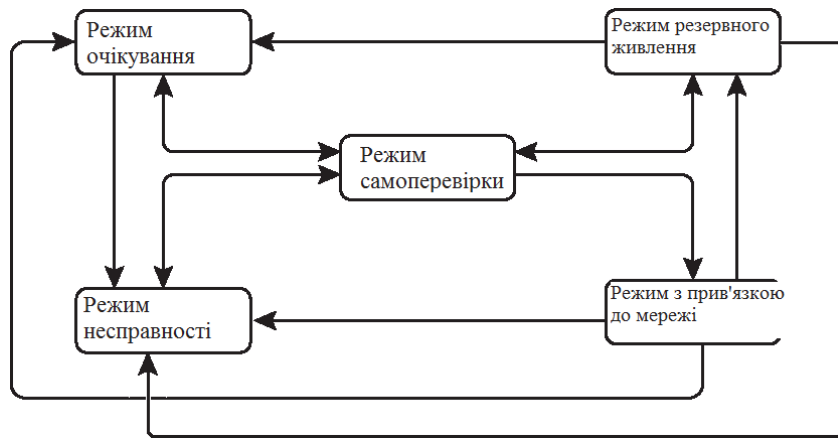 Режим
очікування
Режим резервного
живлення
Режим
самоперевірки
Режим
несправності
Режим з прив'язкою
до мережі